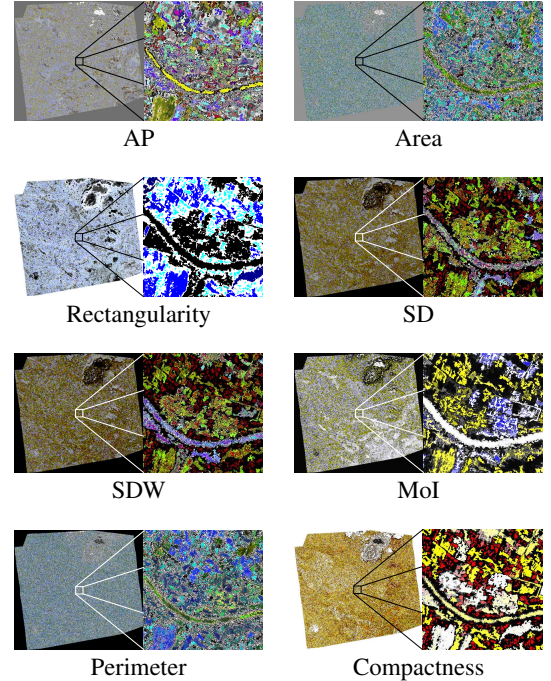 AP
Area
Rectangularity
SD
SDW
MoI
Perimeter
Compactness